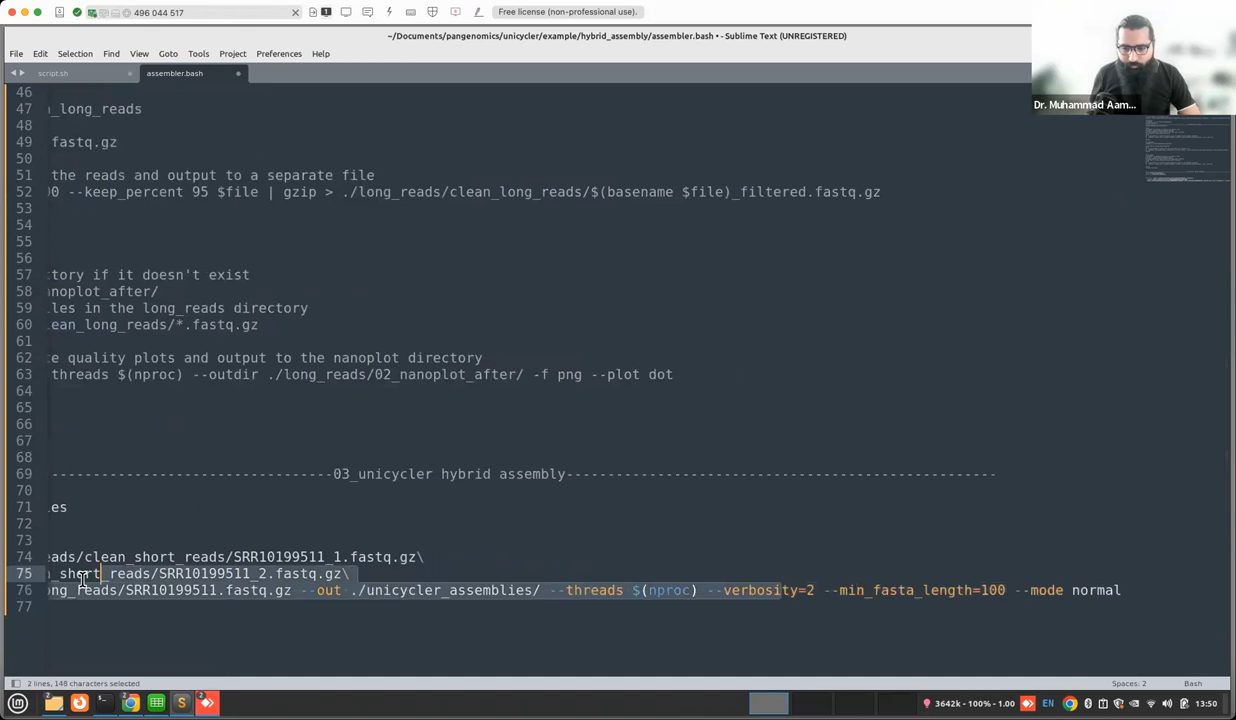 496 044 517
Free license (non-professional use).
~/Documents/pangenomics/unicycler/example/hybrid_assembly/assembler.bash • - Sublime Text (UNREGISTERED)
File Edit Selection Find View Goto Tools Project Preferences Help
script.sh assembler.bash
Dr. Muhammad Aam...
46
47 _long_reads
48
49 fastq.gz
50
51 the reads and output to a separate file
52 00 --keep_percent 95 $file | gzip > ./long_reads/clean_long_reads/$(basename $file)_filtered.fastq.gz
53
54
55
56
57 ctory if it doesn't exist
58 anoplot_after/
59 iles in the long_reads directory
60 lean_long_reads/*.fastq.gz
61
62 te quality plots and output to the nanoplot directory
63 threads $(nproc) --outdir ./long_reads/02_nanoplot_after/ -f png --plot dot
64
65
66
67
68
69 ----------------------------------03_unicycler hybrid assembly---------------------------------------------------
70
71 les
72
73
74 eads/clean_short_reads/SRR10199511_1.fastq.gz\
75 _short_reads/SRR10199511_2.fastq.gz\
76 ong_reads/SRR10199511.fastq.gz --out ./unicycler_assemblies/ --threads $(nproc) --verbosity=2 --min_fasta_length=100 --mode normal
77
2 lines, 148 characters selected
Spaces: 2 Bash
3642k - 100% - 1.00 EN 13:50